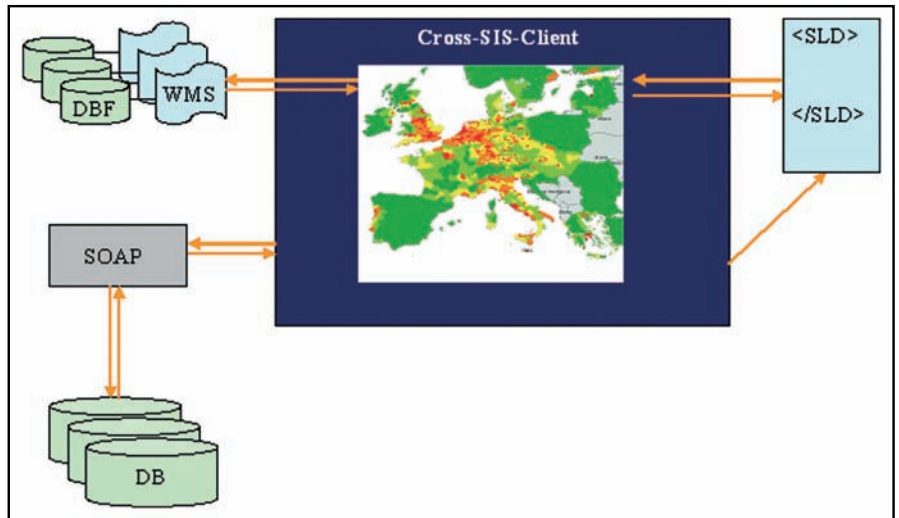 Cross-SIS-Client
<SLD>
</SLD>
DBF
WMS
SOAP
DB